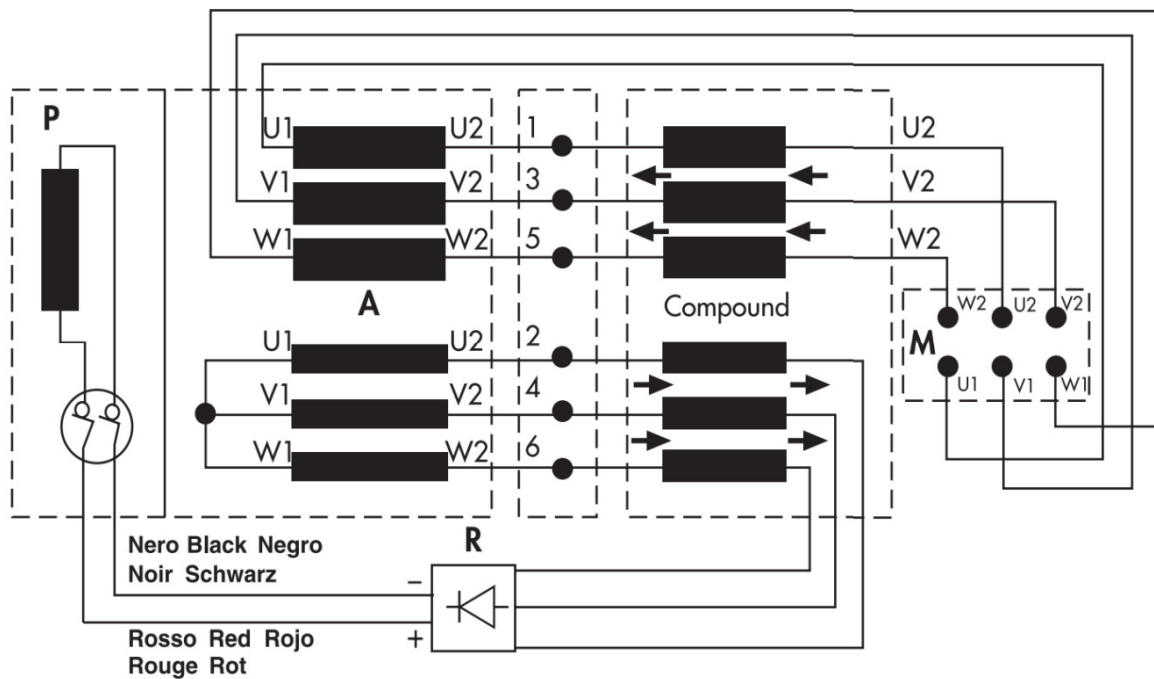 P
U1 U2 1 U2
V1 V2 3 V2
W1 W2 5 W2
A Compound
W2 U2 V2
M
U1 V1 W1
U1 U2 2
V1 V2 4
W1 W2 6
R
Nero Black Negro
Noir Schwarz
−
+
Rosso Red Rojo
Rouge Rot